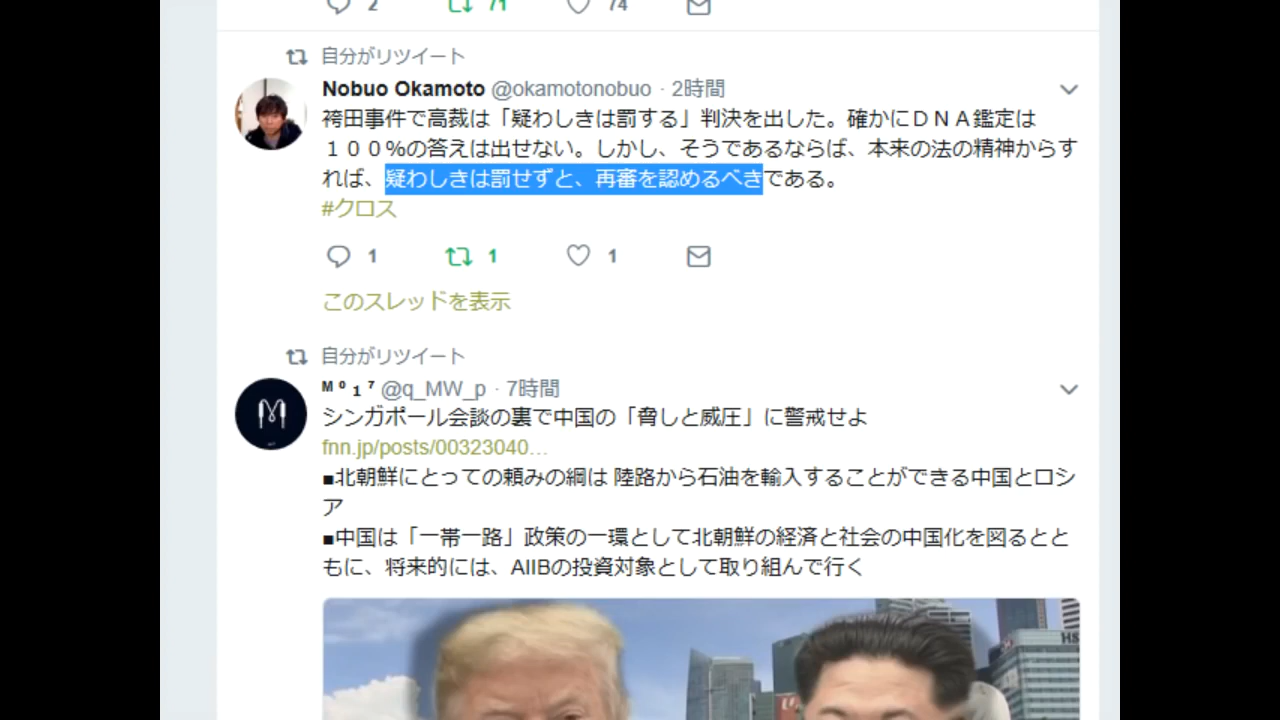 2 71 74
自分がリツイート
Nobuo Okamoto @okamotonobuo · 2時間
袴田事件で高裁は「疑わしきは罰する」判決を出した。確かにＤＮＡ鑑定は
１００％の答えは出せない。しかし、そうであるならば、本来の法の精神からす
れば、疑わしきは罰せずと、再審を認めるべきである。
#クロス
1 1 1
このスレッドを表示
自分がリツイート
ᴹ ⁰ ₁ ⁷ @q_MW_p · 7時間
シンガポール会談の裏で中国の「脅しと威圧」に警戒せよ
fnn.jp/posts/00323040…
■北朝鮮にとっての頼みの綱は 陸路から石油を輸入することができる中国とロシ
ア
■中国は「一帯一路」政策の一環として北朝鮮の経済と社会の中国化を図るとと
もに、将来的には、AIIBの投資対象として取り組んで行く
HS